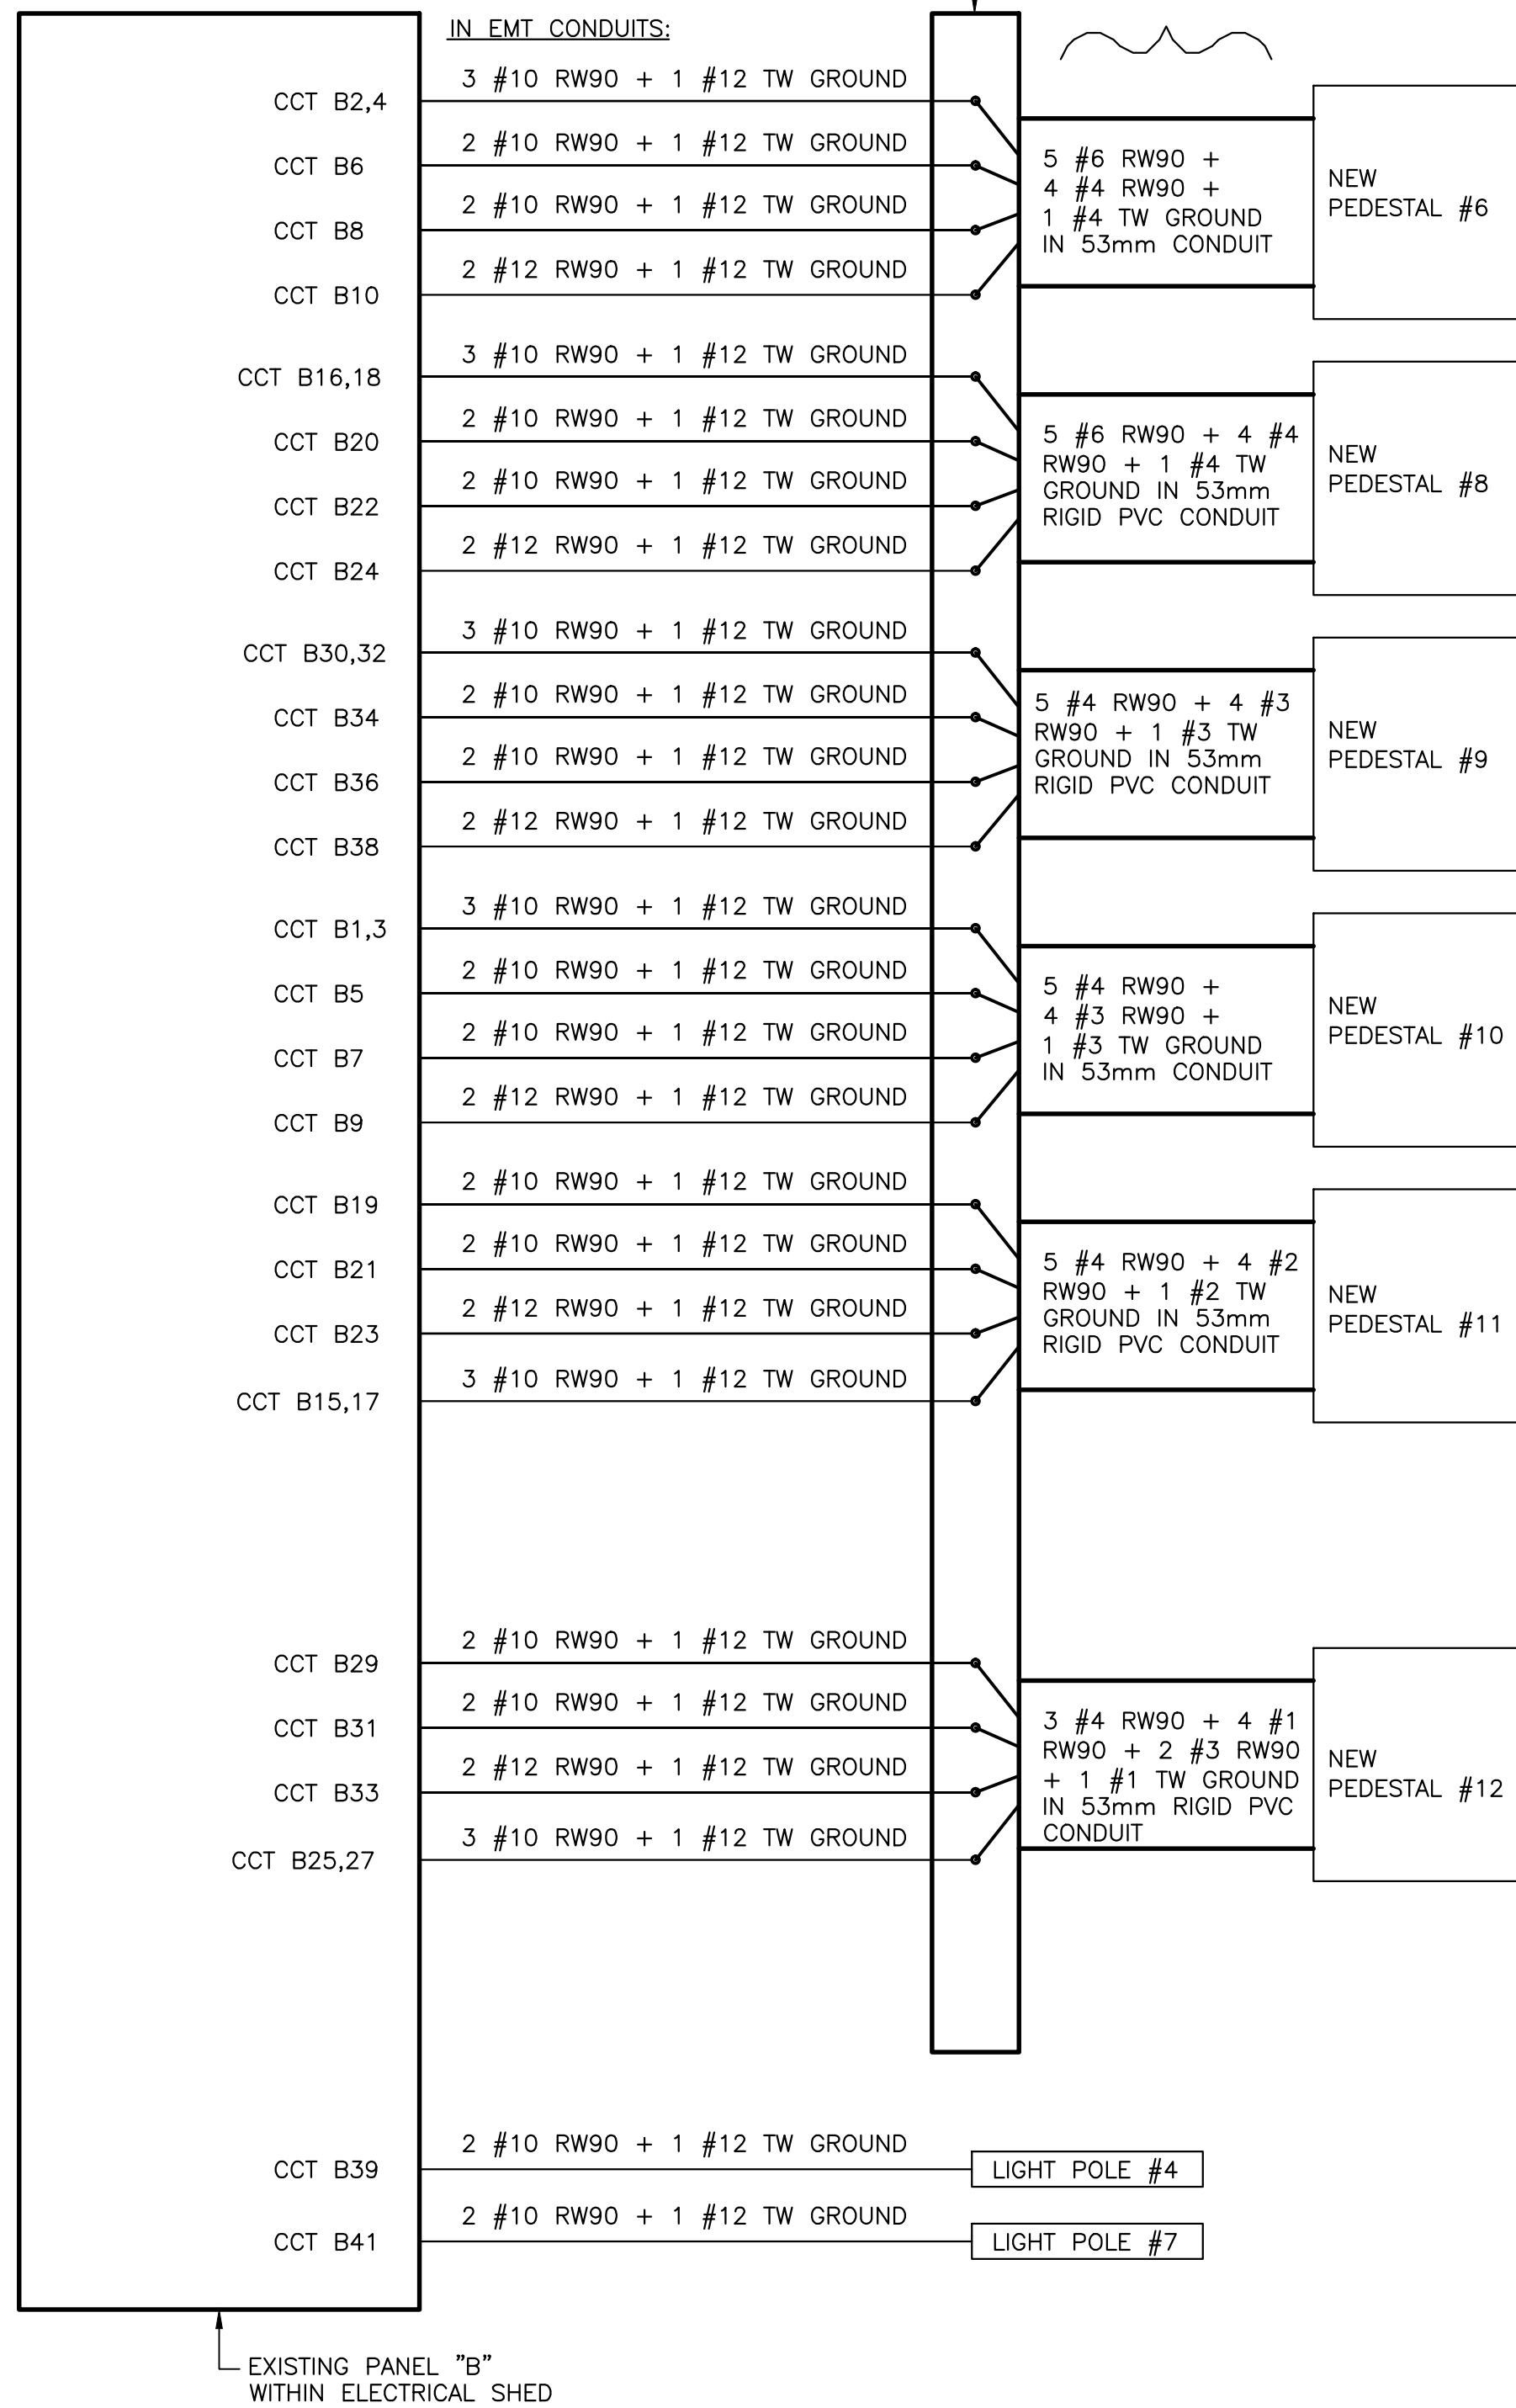 IN EMT CONDUITS:
CCT B2,4
3 #10 RW90 + 1 #12 TW GROUND
CCT B6
2 #10 RW90 + 1 #12 TW GROUND
CCT B8
2 #10 RW90 + 1 #12 TW GROUND
CCT B10
2 #12 RW90 + 1 #12 TW GROUND
5 #6 RW90 +
4 #4 RW90 +
1 #4 TW GROUND
IN 53mm CONDUIT
NEW
PEDESTAL #6
CCT B16,18
3 #10 RW90 + 1 #12 TW GROUND
CCT B20
2 #10 RW90 + 1 #12 TW GROUND
CCT B22
2 #10 RW90 + 1 #12 TW GROUND
CCT B24
2 #12 RW90 + 1 #12 TW GROUND
5 #6 RW90 + 4 #4
RW90 + 1 #4 TW
GROUND IN 53mm
RIGID PVC CONDUIT
NEW
PEDESTAL #8
CCT B30,32
3 #10 RW90 + 1 #12 TW GROUND
CCT B34
2 #10 RW90 + 1 #12 TW GROUND
CCT B36
2 #10 RW90 + 1 #12 TW GROUND
CCT B38
2 #12 RW90 + 1 #12 TW GROUND
5 #4 RW90 + 4 #3
RW90 + 1 #3 TW
GROUND IN 53mm
RIGID PVC CONDUIT
NEW
PEDESTAL #9
CCT B1,3
3 #10 RW90 + 1 #12 TW GROUND
CCT B5
2 #10 RW90 + 1 #12 TW GROUND
CCT B7
2 #10 RW90 + 1 #12 TW GROUND
CCT B9
2 #12 RW90 + 1 #12 TW GROUND
5 #4 RW90 +
4 #3 RW90 +
1 #3 TW GROUND
IN 53mm CONDUIT
NEW
PEDESTAL #10
CCT B19
2 #10 RW90 + 1 #12 TW GROUND
CCT B21
2 #10 RW90 + 1 #12 TW GROUND
CCT B23
2 #12 RW90 + 1 #12 TW GROUND
CCT B15,17
3 #10 RW90 + 1 #12 TW GROUND
5 #4 RW90 + 4 #2
RW90 + 1 #2 TW
GROUND IN 53mm
RIGID PVC CONDUIT
NEW
PEDESTAL #11
CCT B29
2 #10 RW90 + 1 #12 TW GROUND
CCT B31
2 #10 RW90 + 1 #12 TW GROUND
CCT B33
2 #12 RW90 + 1 #12 TW GROUND
CCT B25,27
3 #10 RW90 + 1 #12 TW GROUND
3 #4 RW90 + 4 #1
RW90 + 2 #3 RW90
+ 1 #1 TW GROUND
IN 53mm RIGID PVC
CONDUIT
NEW
PEDESTAL #12
CCT B39
2 #10 RW90 + 1 #12 TW GROUND
LIGHT POLE #4
CCT B41
2 #10 RW90 + 1 #12 TW GROUND
LIGHT POLE #7
EXISTING PANEL "B"
WITHIN ELECTRICAL SHED